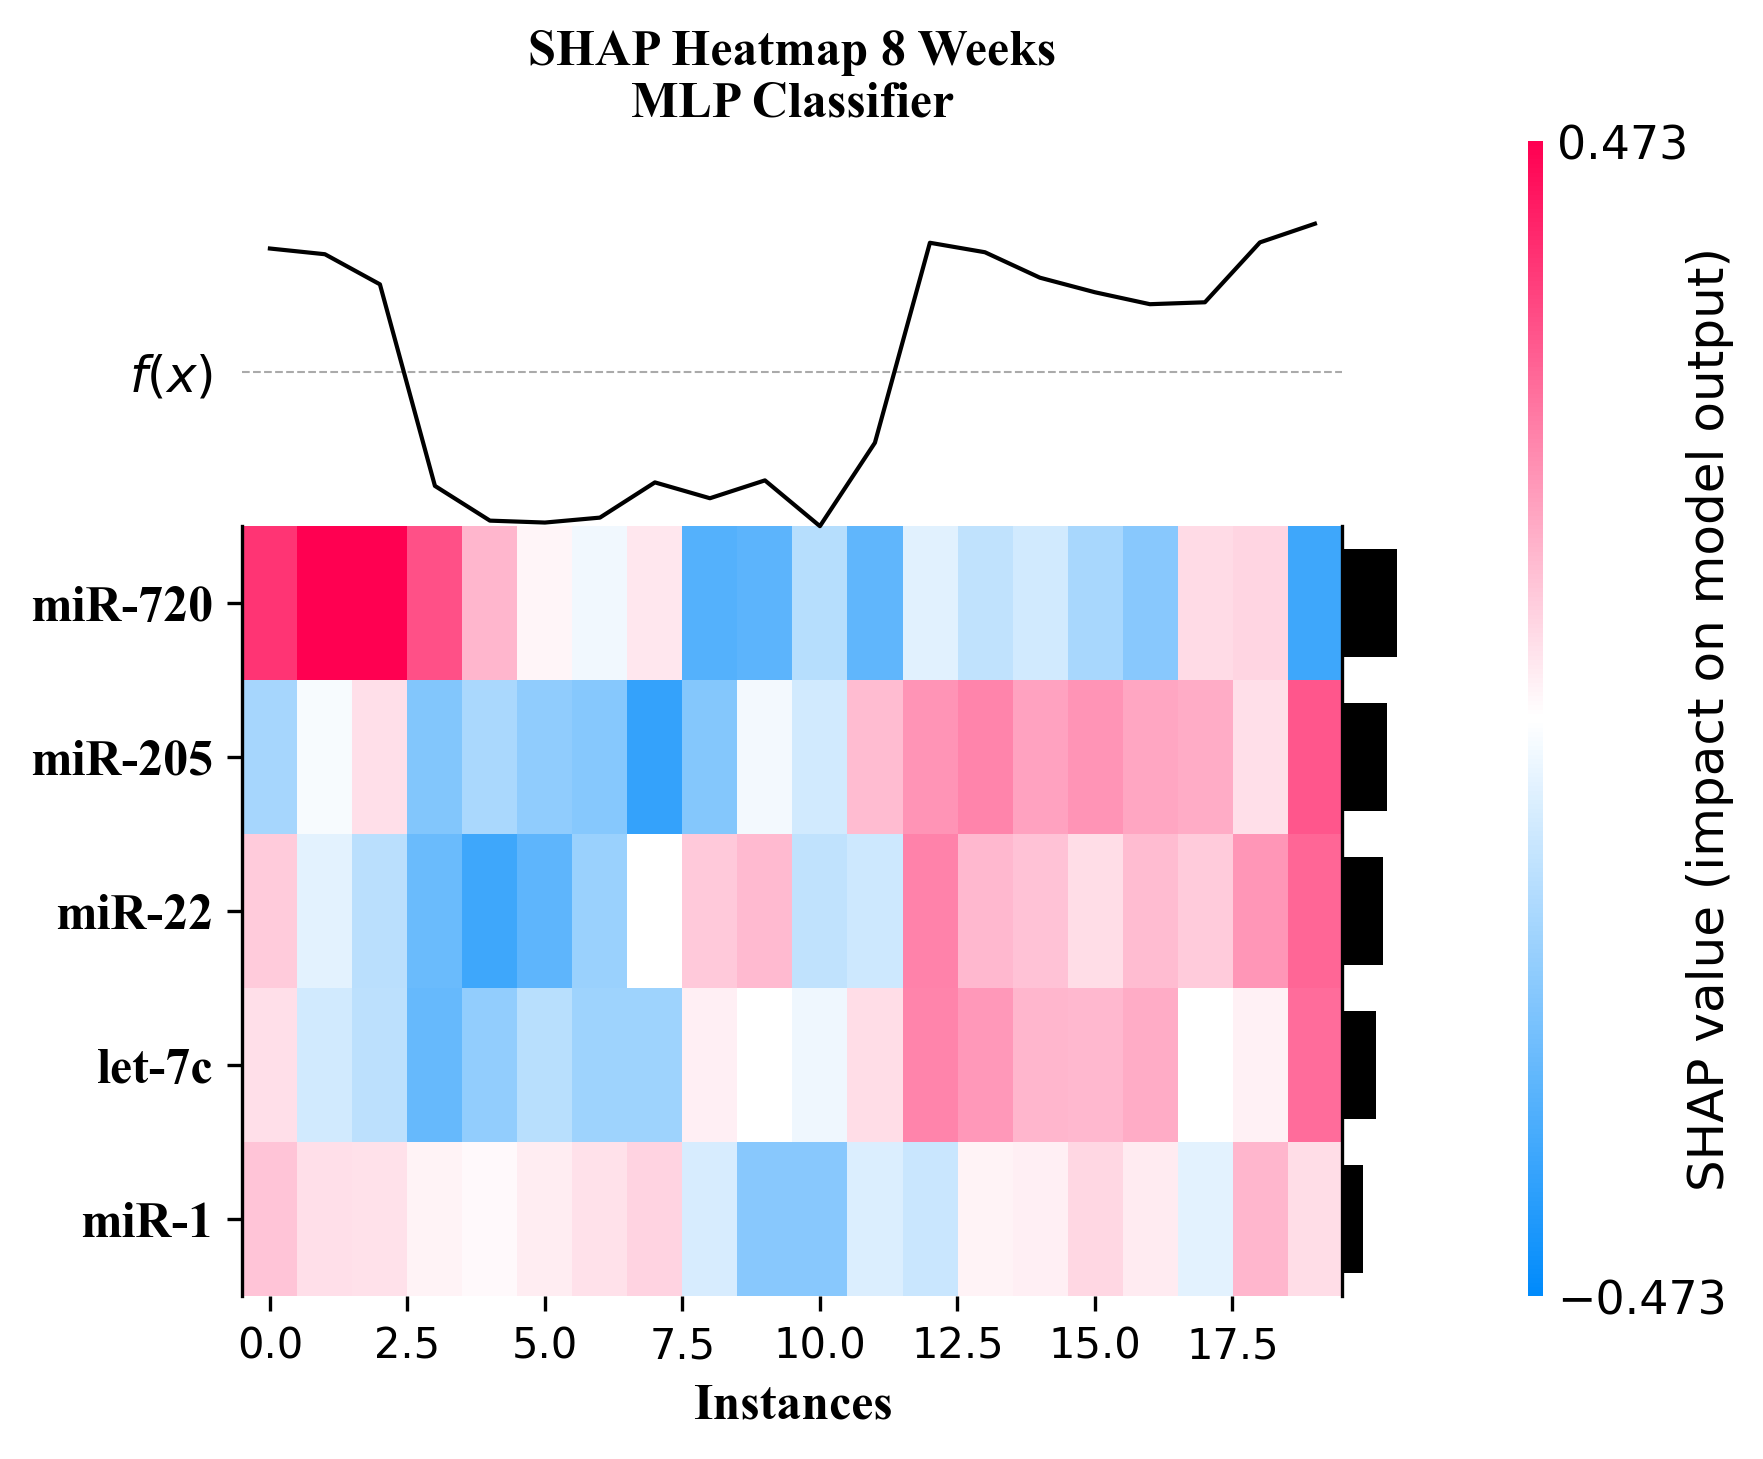 SHAP Heatmap 8 Weeks
MLP Classifier
0.473
f(x)
miR-720
miR-205
miR-22
let-7c
miR-1
SHAP value (impact on model output)
−0.473
0.0 2.5 5.0 7.5 10.0 12.5 15.0 17.5
Instances